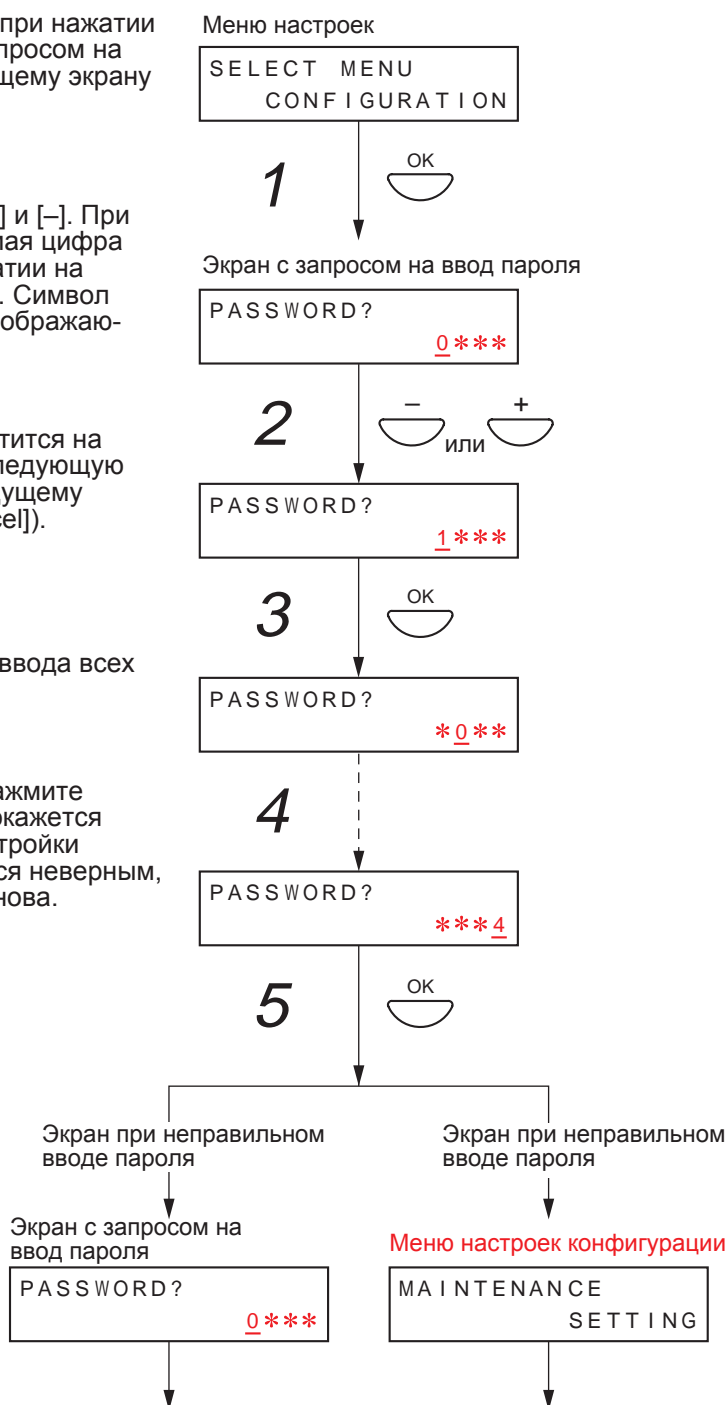 при нажатии
просом на
щему экрану
] и [–]. При
ая цифра
атии на
. Символ
ображаю-
тится на
ледующую
дущему
el]).
ввода всех
ажмите
окажется
тройки
ся неверным,
нова.
Меню настроек
SELECT MENU
CONFIGURATION
1
OK
Экран с запросом на ввод пароля
PASSWORD?
0***
2
–
или
+
PASSWORD?
1***
3
OK
PASSWORD?
*0**
4
PASSWORD?
***4
5
OK
Экран при неправильном
вводе пароля
Экран с запросом на
ввод пароля
PASSWORD?
0***
Экран при неправильном
вводе пароля
Меню настроек конфигурации
MAINTENANCE
SETTING